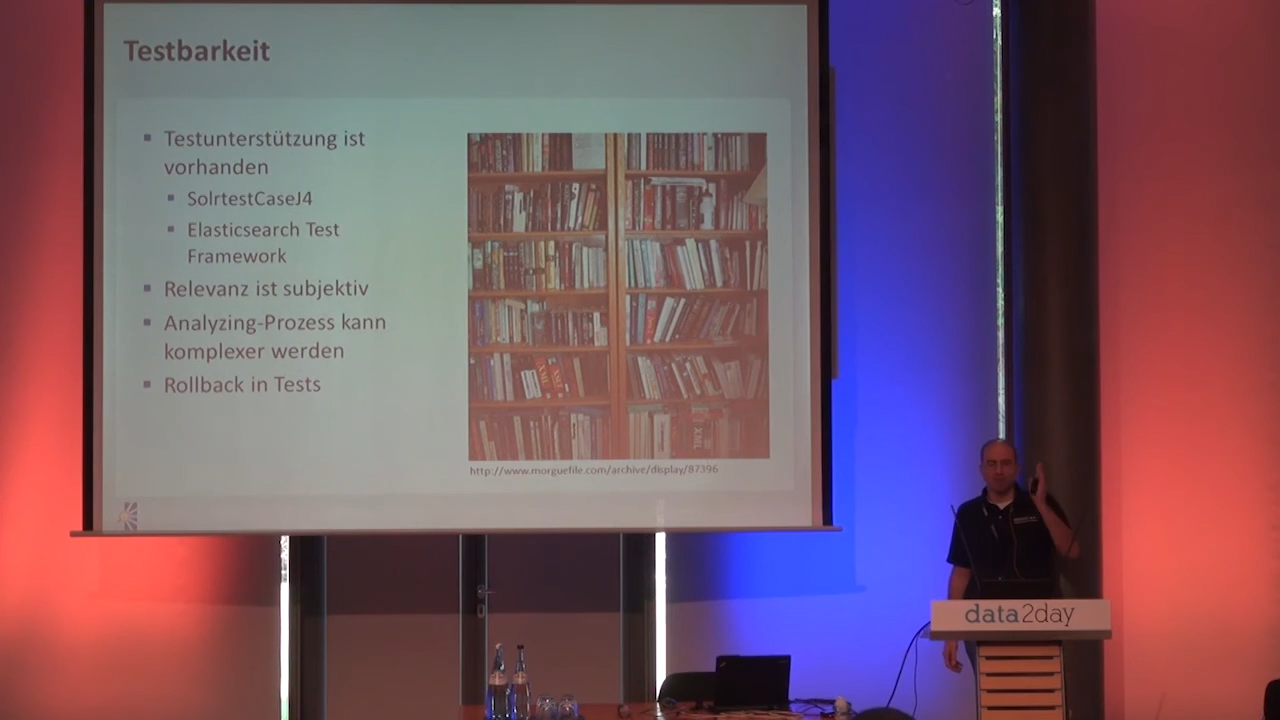 Testbarkeit
Testunterstützung ist
vorhanden
SolrtestCaseJ4
Elasticsearch Test
Framework
Relevanz ist subjektiv
Analyzing-Prozess kann
komplexer werden
Rollback in Tests
XML
http://www.morguefile.com/archive/display/87396
data2day